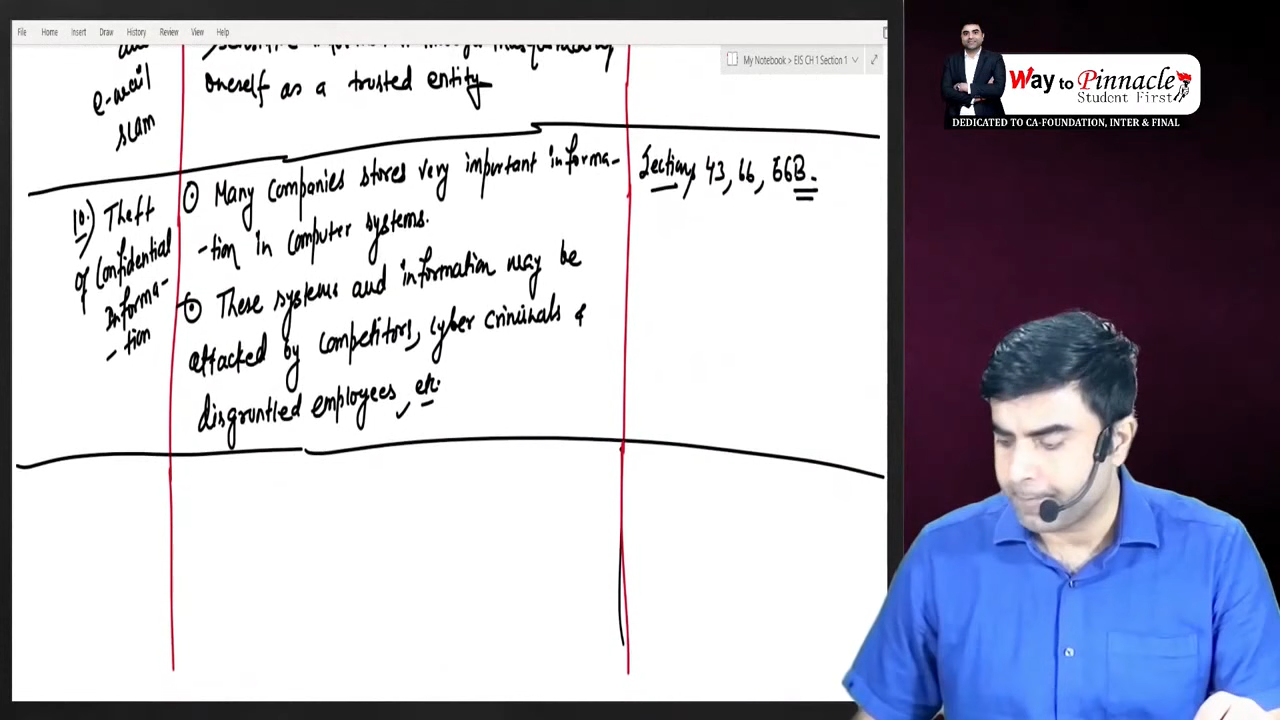 File Home Insert Draw History View Help
My Notebook > EIS CH 1 Section 1
e-mail
scam
oneself as a trusted entity
10.) Theft
of Confidential
Informa-
- tion
Many Companies stores very important informa-
-tion in computer systems.
These systems and information may be
attacked by competitors, cyber criminals &
disgruntled employees, etc.
Sections 43, 66, 66B.
Way to Pinnacle
Student First
DEDICATED TO CA-FOUNDATION, INTER & FINAL